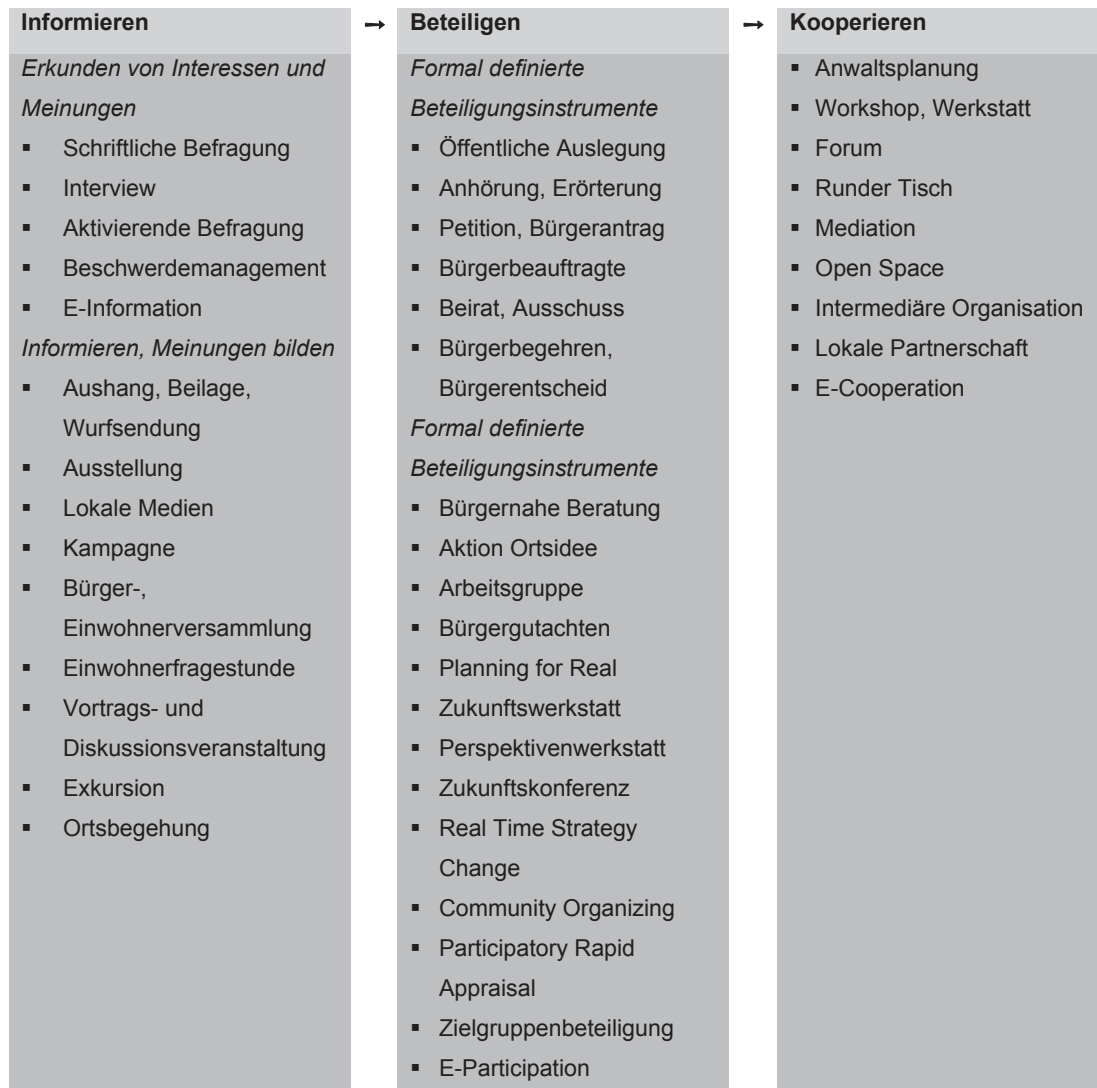 Informieren → Beteiligen → Kooperieren
Erkunden von Interessen und
Meinungen
▪ Schriftliche Befragung
▪ Interview
▪ Aktivierende Befragung
▪ Beschwerdemanagement
▪ E-Information
Informieren, Meinungen bilden
▪ Aushang, Beilage,
Wurfsendung
▪ Ausstellung
▪ Lokale Medien
▪ Kampagne
▪ Bürger-,
Einwohnerversammlung
▪ Einwohnerfragestunde
▪ Vortrags- und
Diskussionsveranstaltung
▪ Exkursion
▪ Ortsbegehung
Formal definierte
Beteiligungsinstrumente
▪ Öffentliche Auslegung
▪ Anhörung, Erörterung
▪ Petition, Bürgerantrag
▪ Bürgerbeauftragte
▪ Beirat, Ausschuss
▪ Bürgerbegehren,
Bürgerentscheid
Formal definierte
Beteiligungsinstrumente
▪ Bürgernahe Beratung
▪ Aktion Ortsidee
▪ Arbeitsgruppe
▪ Bürgergutachten
▪ Planning for Real
▪ Zukunftswerkstatt
▪ Perspektivenwerkstatt
▪ Zukunftskonferenz
▪ Real Time Strategy
Change
▪ Community Organizing
▪ Participatory Rapid
Appraisal
▪ Zielgruppenbeteiligung
▪ E-Participation
▪ Anwaltsplanung
▪ Workshop, Werkstatt
▪ Forum
▪ Runder Tisch
▪ Mediation
▪ Open Space
▪ Intermediäre Organisation
▪ Lokale Partnerschaft
▪ E-Cooperation